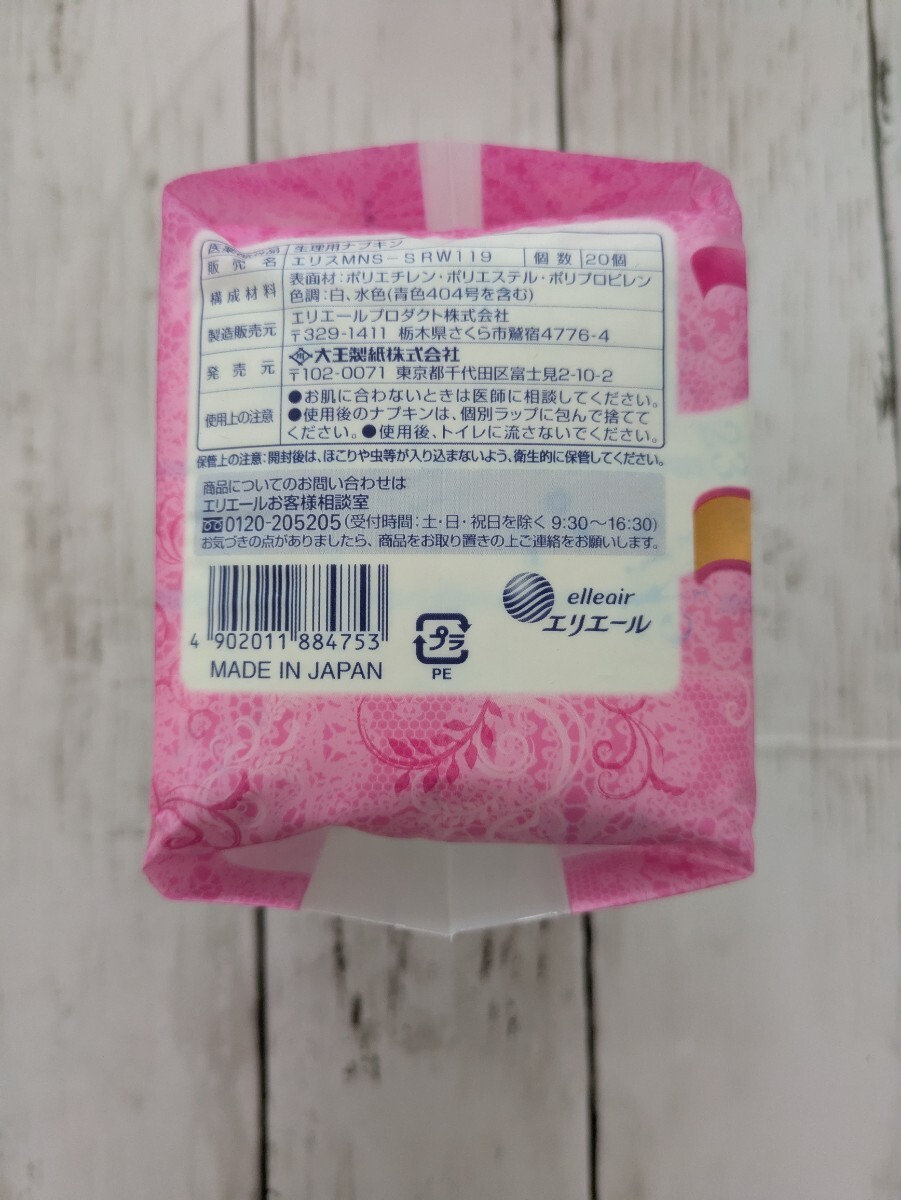 医薬部外品 生理用ナプキン
販売名 エリスMNS-SRW119 個数 20個
構成材料 表面材:ポリエチレン・ポリエステル・ポリプロピレン
色調:白、水色(青色404号を含む)
製造販売元 エリエールプロダクト株式会社
〒329-1411 栃木県さくら市鷲宿4776-4
発売元 大王製紙株式会社
〒102-0071 東京都千代田区富士見2-10-2
使用上の注意 ●お肌に合わないときは医師に相談してください。
●使用後のナプキンは、個別ラップに包んで捨てて
ください。●使用後、トイレに流さないでください。
保管上の注意:開封後は、ほこりや虫等が入り込まないよう、衛生的に保管してください。
商品についてのお問い合わせは
エリエールお客様相談室
0120-205205(受付時間:土・日・祝日を除く 9:30～16:30)
お気づきの点がありましたら、商品をお取り置きの上ご連絡をお願いします。
4 902011 884753
MADE IN JAPAN
プラ
PE
elleair
エリエール